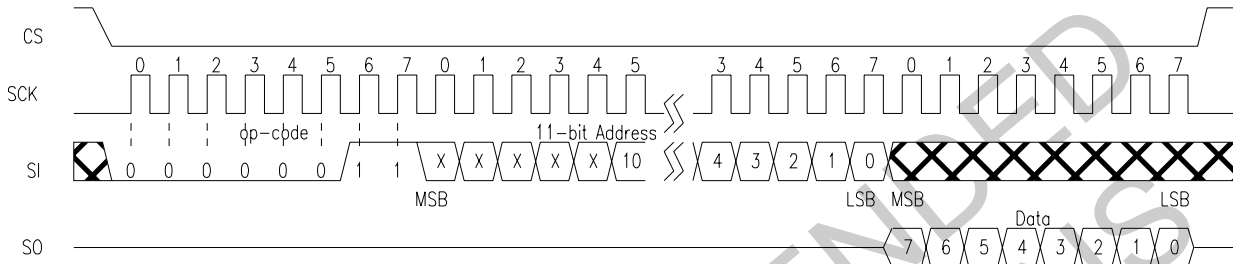 CS
0 1 2 3 4 5 6 7 0 1 2 3 4 5 3 4 5 6 7 0 1 2 3 4 5 6 7
SCK
op-code 11-bit Address
SI 0 0 0 0 0 0 1 1 X X X X X 10 4 3 2 1 0
MSB LSB MSB LSB
Data
SO 7 6 5 4 3 2 1 0